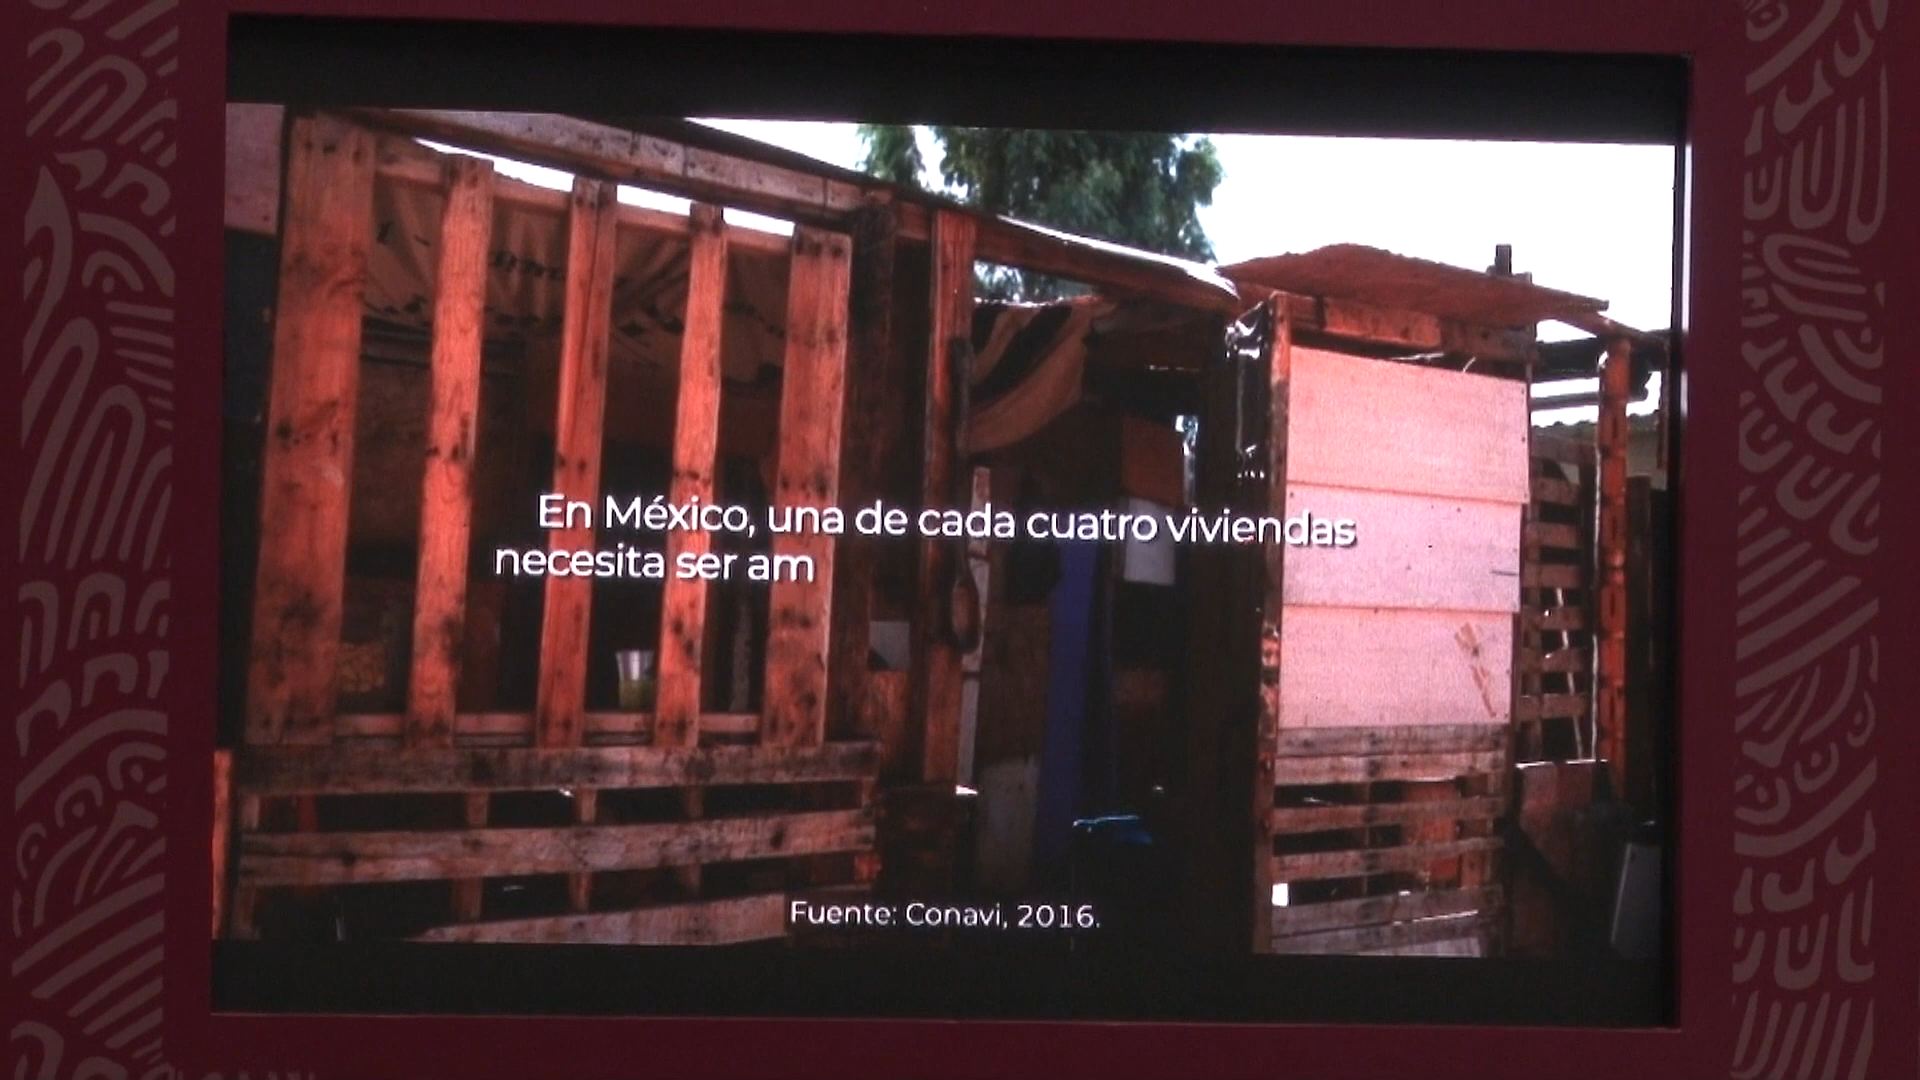 En México, una de cada cuatro viviendas
necesita ser am
Fuente: Conavi, 2016.